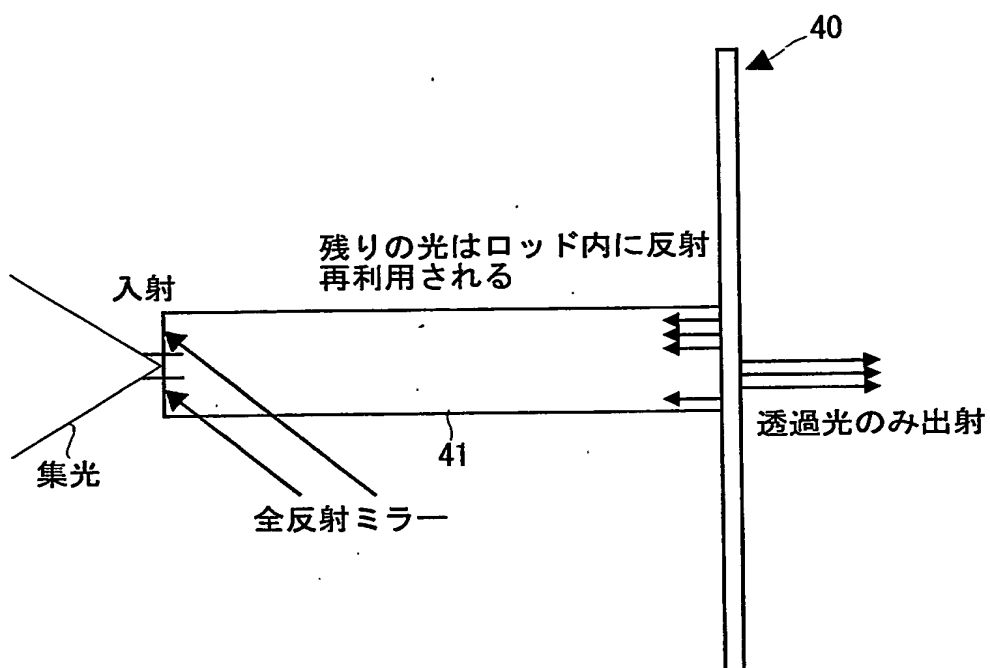 40
残りの光はロッド内に反射
再利用される
入射
透過光のみ出射
41
集光
全反射ミラー